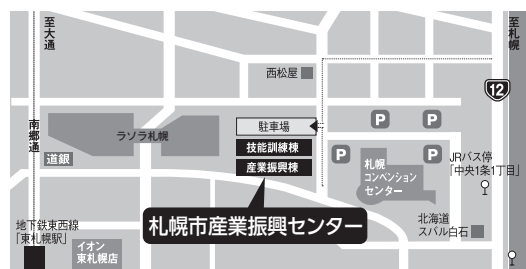 至大通
至札幌
西松屋
12
P
P
駐車場
南郷通
ラソラ札幌
技能訓練棟
P
P
JRバス停
「中央1条1丁目」
道銀
産業振興棟
札幌
コンベンション
センター
札幌市産業振興センター
地下鉄東西線
「東札幌駅」
イオン
東札幌店
北海道
スバル白石